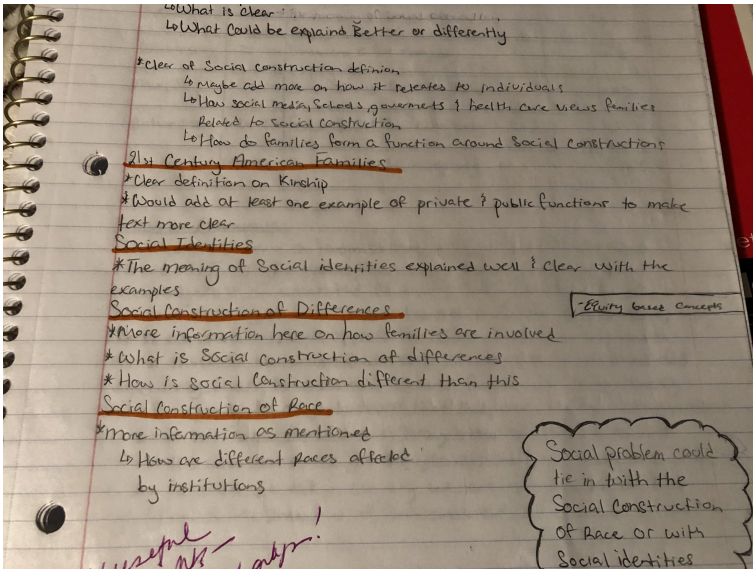 ↳What is clear:
↳What could be explaind Better or differently
*Clear of Social Construction definion
↳ Maybe add more on how it releates to individuals
↳How social media, Schools, govermets & health care views families
Related to social construction
↳How do families form a function around Social Constructions
21st Century American Families
*Clear definition on Kinship
*Would add at least one example of private & public functions to make
text more clear
Social Identities
*The meaning of Social identities explained well & clear with the
examples
Social Construction of Differences
-Equity based concepts
*More information here on how families are involved
*What is Social construction of differences
*How is Social Construction different than this
Social Construction of Race
*more information as mentioned
↳ How are different Races affected
by institutions
Social problem could
tie in with the
Social Construction
of Race or with
Social identities
useful